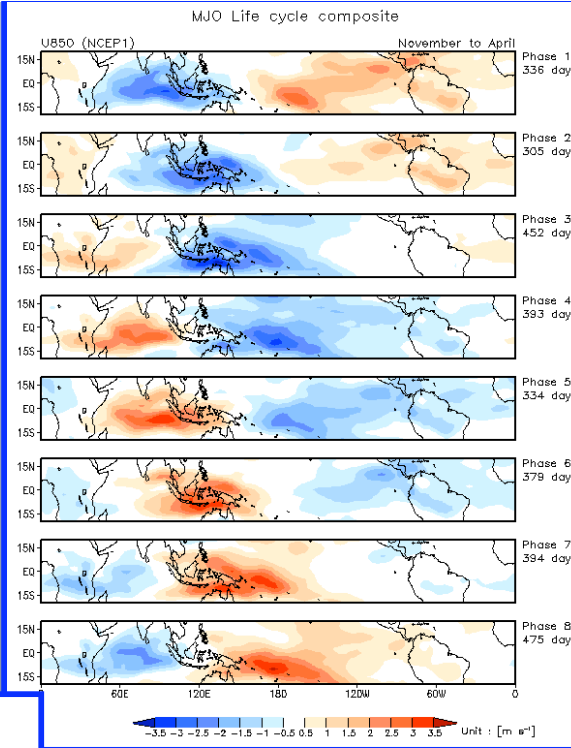 MJO Life cycle composite
U850 (NCEP1) November to April
15N
EQ
15S
Phase 1
336 day
15N
EQ
15S
Phase 2
305 day
15N
EQ
15S
Phase 3
452 day
15N
EQ
15S
Phase 4
393 day
15N
EQ
15S
Phase 5
334 day
15N
EQ
15S
Phase 6
379 day
15N
EQ
15S
Phase 7
394 day
15N
EQ
15S
Phase 8
475 day
60E 120E 180 120W 60W 0
-3.5 -3 -2.5 -2 -1.5 -1 -0.5 0.5 1 1.5 2 2.5 3 3.5 Unit : [m s⁻¹]